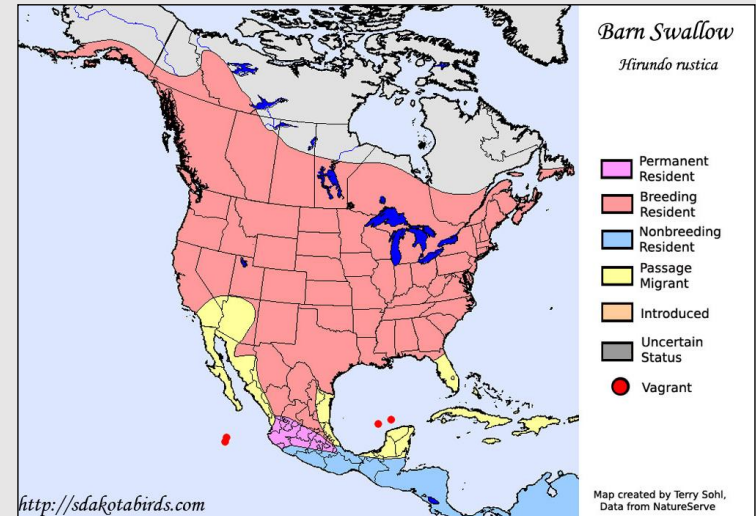 Barn Swallow
Hirundo rustica
Permanent
Resident
Breeding
Resident
Nonbreeding
Resident
Passage
Migrant
Introduced
Uncertain
Status
Vagrant
http://sdakotabirds.com
Map created by Terry Sohl,
Data from NatureServe